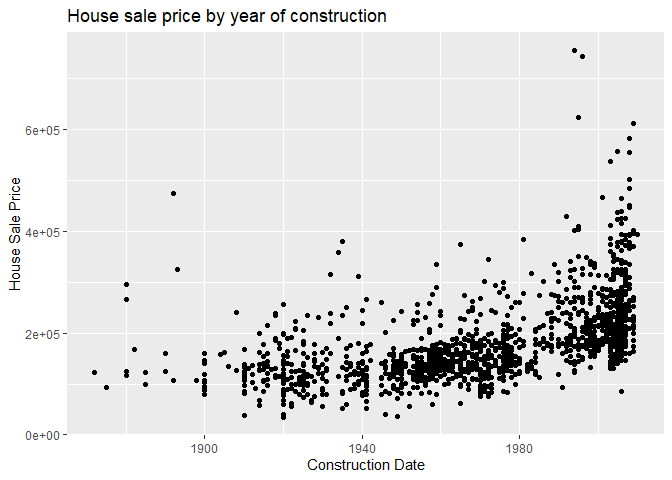 House sale price by year of construction
6e+05
4e+05
2e+05
0e+00
House Sale Price
1900
1940
1980
Construction Date